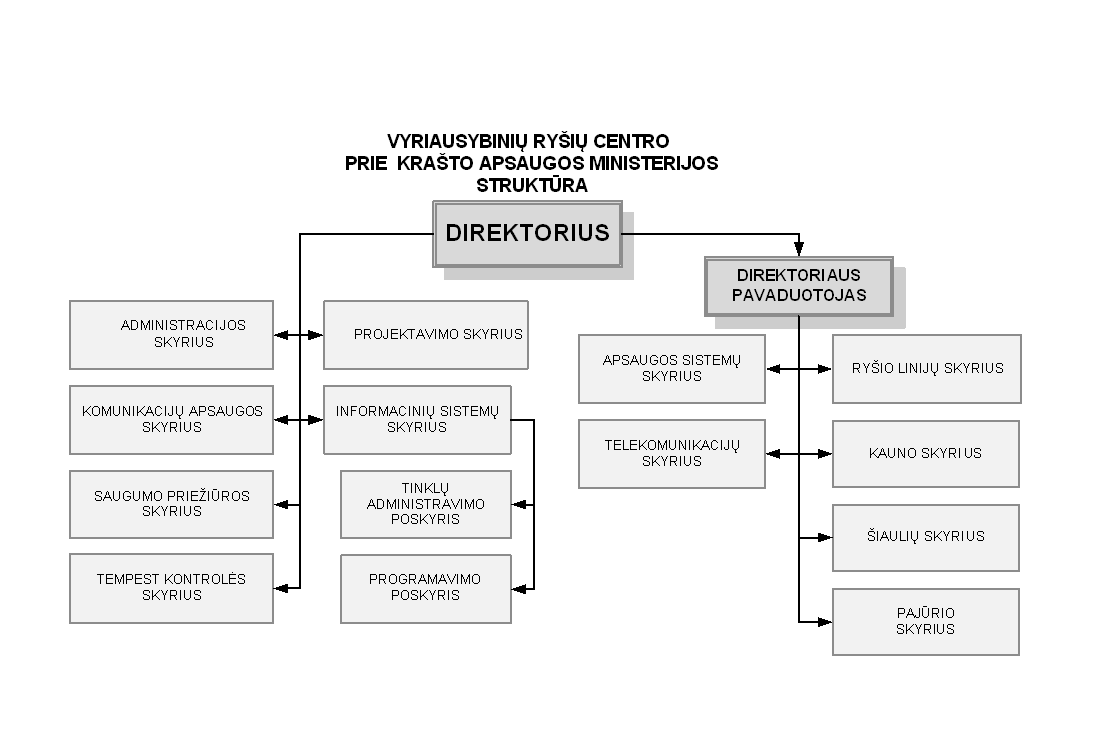 VYRIAUSYBINIŲ RYŠIŲ CENTRO
PRIE KRAŠTO APSAUGOS MINISTERIJOS
STRUKTŪRA
DIREKTORIUS
DIREKTORIAUS
PAVADUOTOJAS
ADMINISTRACIJOS
SKYRIUS
PROJEKTAVIMO SKYRIUS
KOMUNIKACIJŲ APSAUGOS
SKYRIUS
INFORMACINIŲ SISTEMŲ
SKYRIUS
SAUGUMO PRIEŽIŪROS
SKYRIUS
TINKLŲ
ADMINISTRAVIMO
POSKYRIS
TEMPEST KONTROLĖS
SKYRIUS
PROGRAMAVIMO
POSKYRIS
APSAUGOS SISTEMŲ
SKYRIUS
RYŠIO LINIJŲ SKYRIUS
TELEKOMUNIKACIJŲ
SKYRIUS
KAUNO SKYRIUS
ŠIAULIŲ SKYRIUS
PAJŪRIO
SKYRIUS